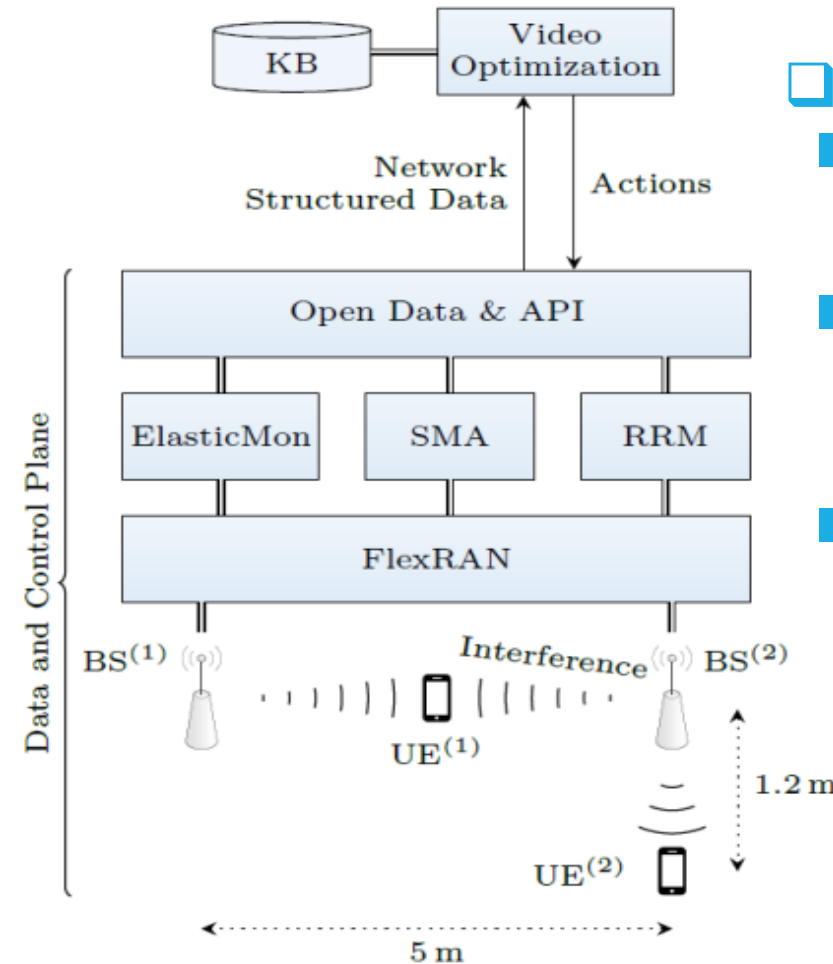 KB
Video
Optimization
Network
Structured Data
Actions
Open Data & API
ElasticMon
SMA
RRM
FlexRAN
Data and Control Plane
BS(1)
Interference
BS(2)
UE(1)
1.2 m
UE(2)
5 m